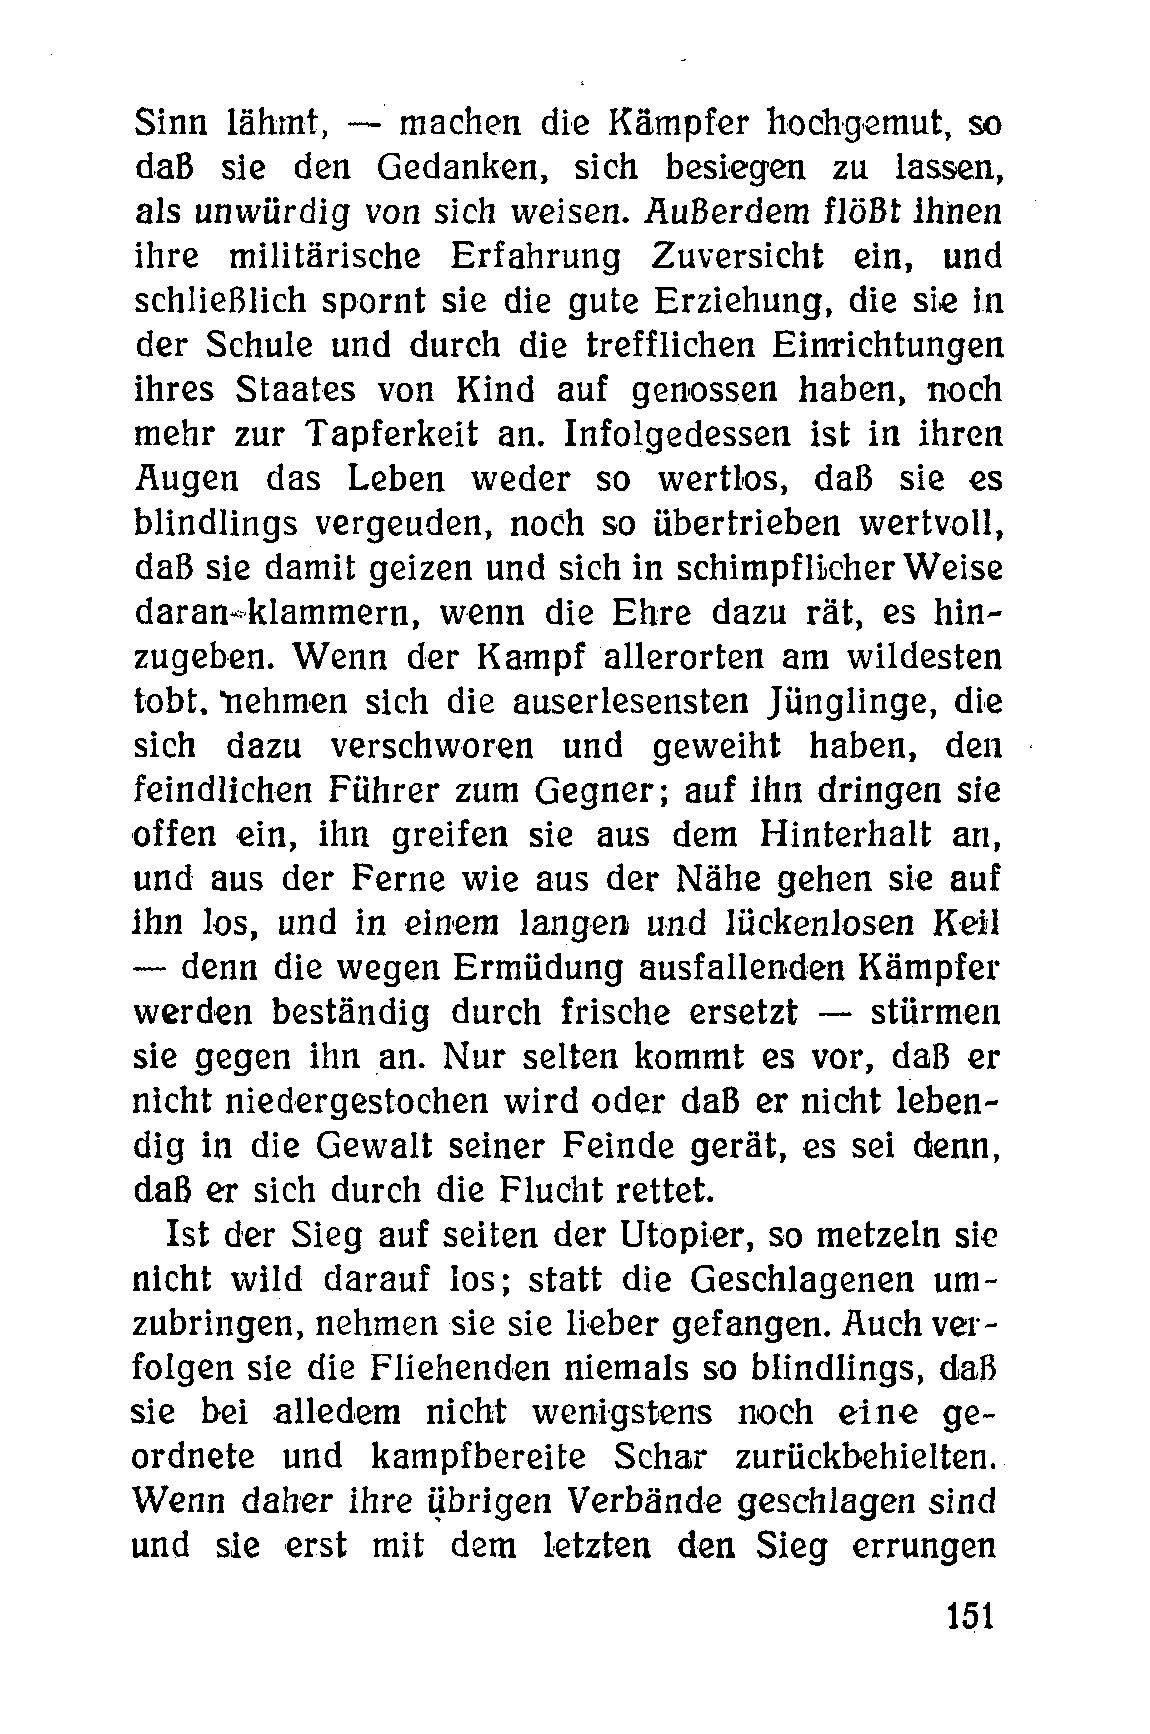 Sinn lähmt, — machen die Kämpfer hochgemut, so
daß sie den Gedanken, sich besiegen zu lassen,
als unwürdig von sich weisen. Außerdem flößt ihnen
ihre militärische Erfahrung Zuversicht ein, und
schließlich spornt sie die gute Erziehung, die sie in
der Schule und durch die trefflichen Einrichtungen
ihres Staates von Kind auf genossen haben, noch
mehr zur Tapferkeit an. Infolgedessen ist in ihren
Augen das Leben weder so wertlos, daß sie es
blindlings vergeuden, noch so übertrieben wertvoll,
daß sie damit geizen und sich in schimpflicher Weise
daran klammern, wenn die Ehre dazu rät, es hin-
zugeben. Wenn der Kampf allerorten am wildesten
tobt. nehmen sich die auserlesensten Jünglinge, die
sich dazu verschworen und geweiht haben, den
feindlichen Führer zum Gegner; auf ihn dringen sie
offen ein, ihn greifen sie aus dem Hinterhalt an,
und aus der Ferne wie aus der Nähe gehen sie auf
ihn los, und in einem langen und lückenlosen Keil
— denn die wegen Ermüdung ausfallenden Kämpfer
werden beständig durch frische ersetzt — stürmen
sie gegen ihn an. Nur selten kommt es vor, daß er
nicht niedergestochen wird oder daß er nicht leben-
dig in die Gewalt seiner Feinde gerät, es sei denn,
daß er sich durch die Flucht rettet.
Ist der Sieg auf seiten der Utopier, so metzeln sie
nicht wild darauf los; statt die Geschlagenen um-
zubringen, nehmen sie sie lieber gefangen. Auch ver-
folgen sie die Fliehenden niemals so blindlings, daß
sie bei alledem nicht wenigstens noch eine ge-
ordnete und kampfbereite Schar zurückbehielten.
Wenn daher ihre übrigen Verbände geschlagen sind
und sie erst mit dem letzten den Sieg errungen
151